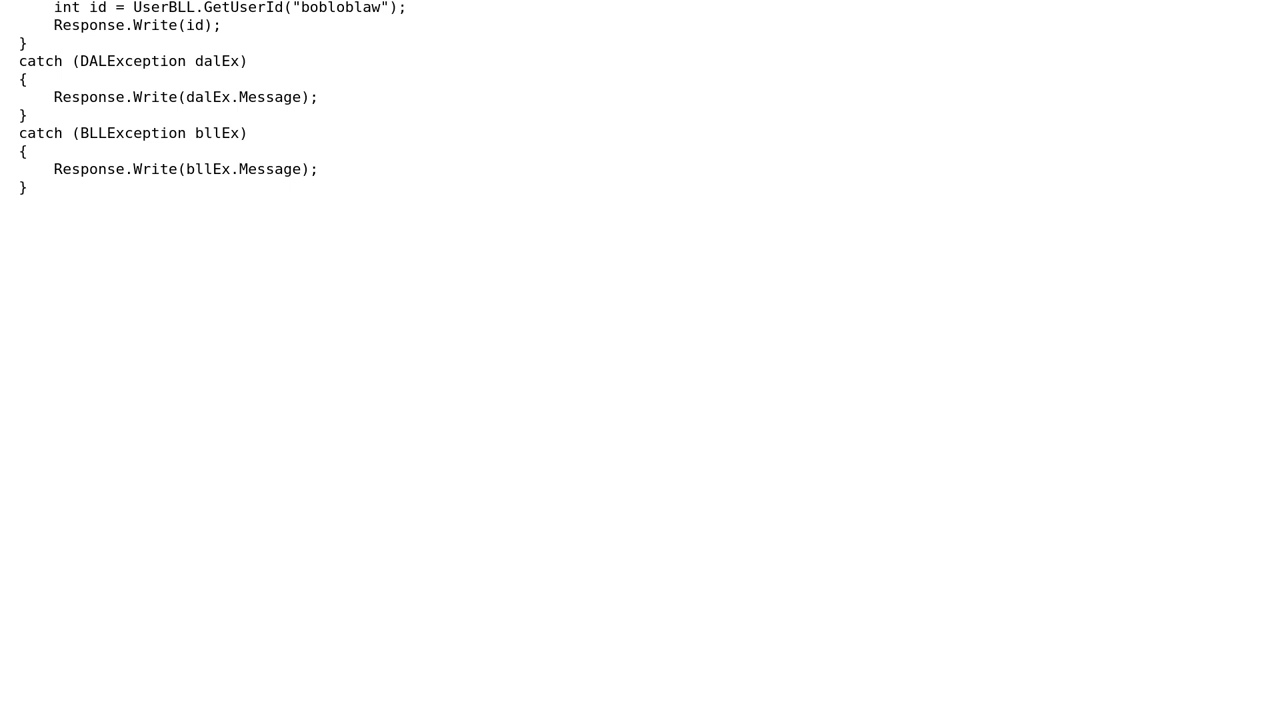 int id = UserBLL.GetUserId("bobloblaw");
    Response.Write(id);
}
catch (DALException dalEx)
{
    Response.Write(dalEx.Message);
}
catch (BLLException bllEx)
{
    Response.Write(bllEx.Message);
}